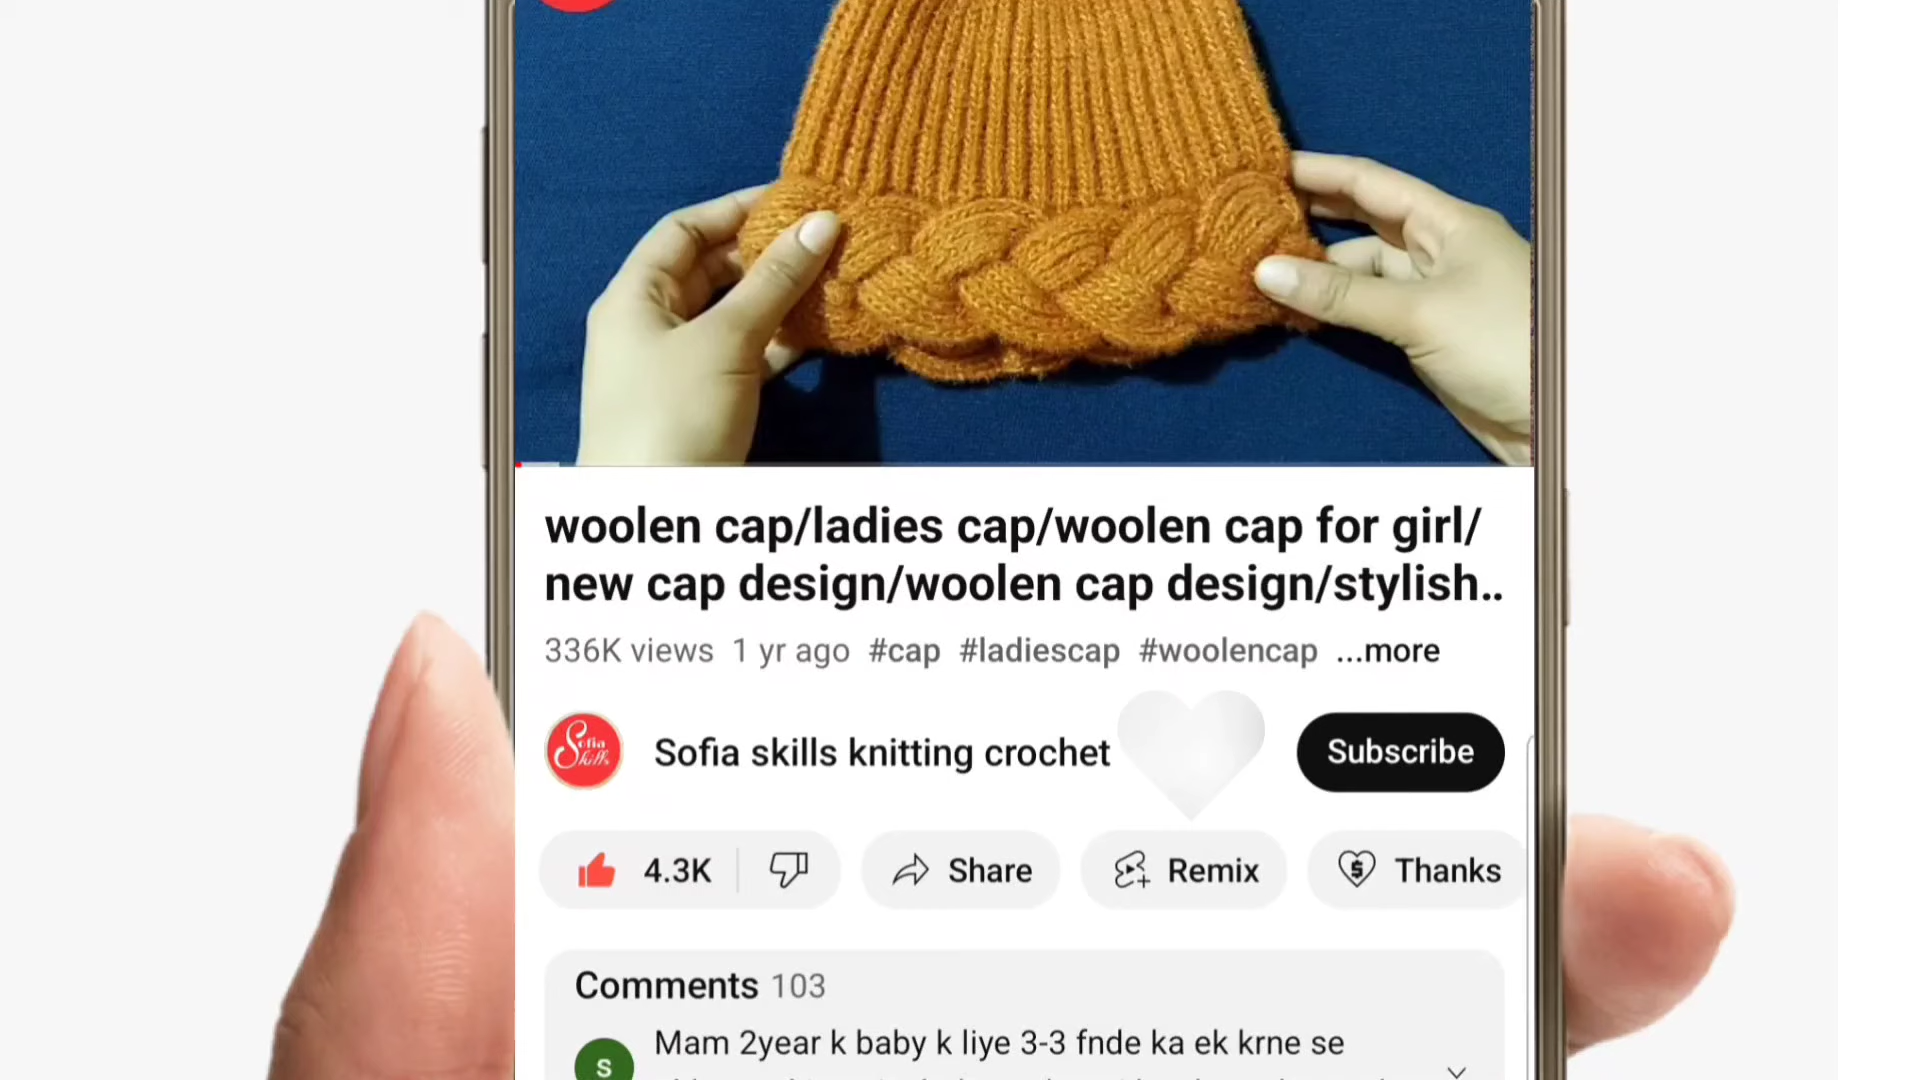 woolen cap/ladies cap/woolen cap for girl/
new cap design/woolen cap design/stylish..
336K views 1 yr ago #cap #ladiescap #woolencap ...more
Sofia Skills
Sofia skills knitting crochet
Subscribe
4.3K Share Remix Thanks
Comments 103
S
Mam 2year k baby k liye 3-3 fnde ka ek krne se